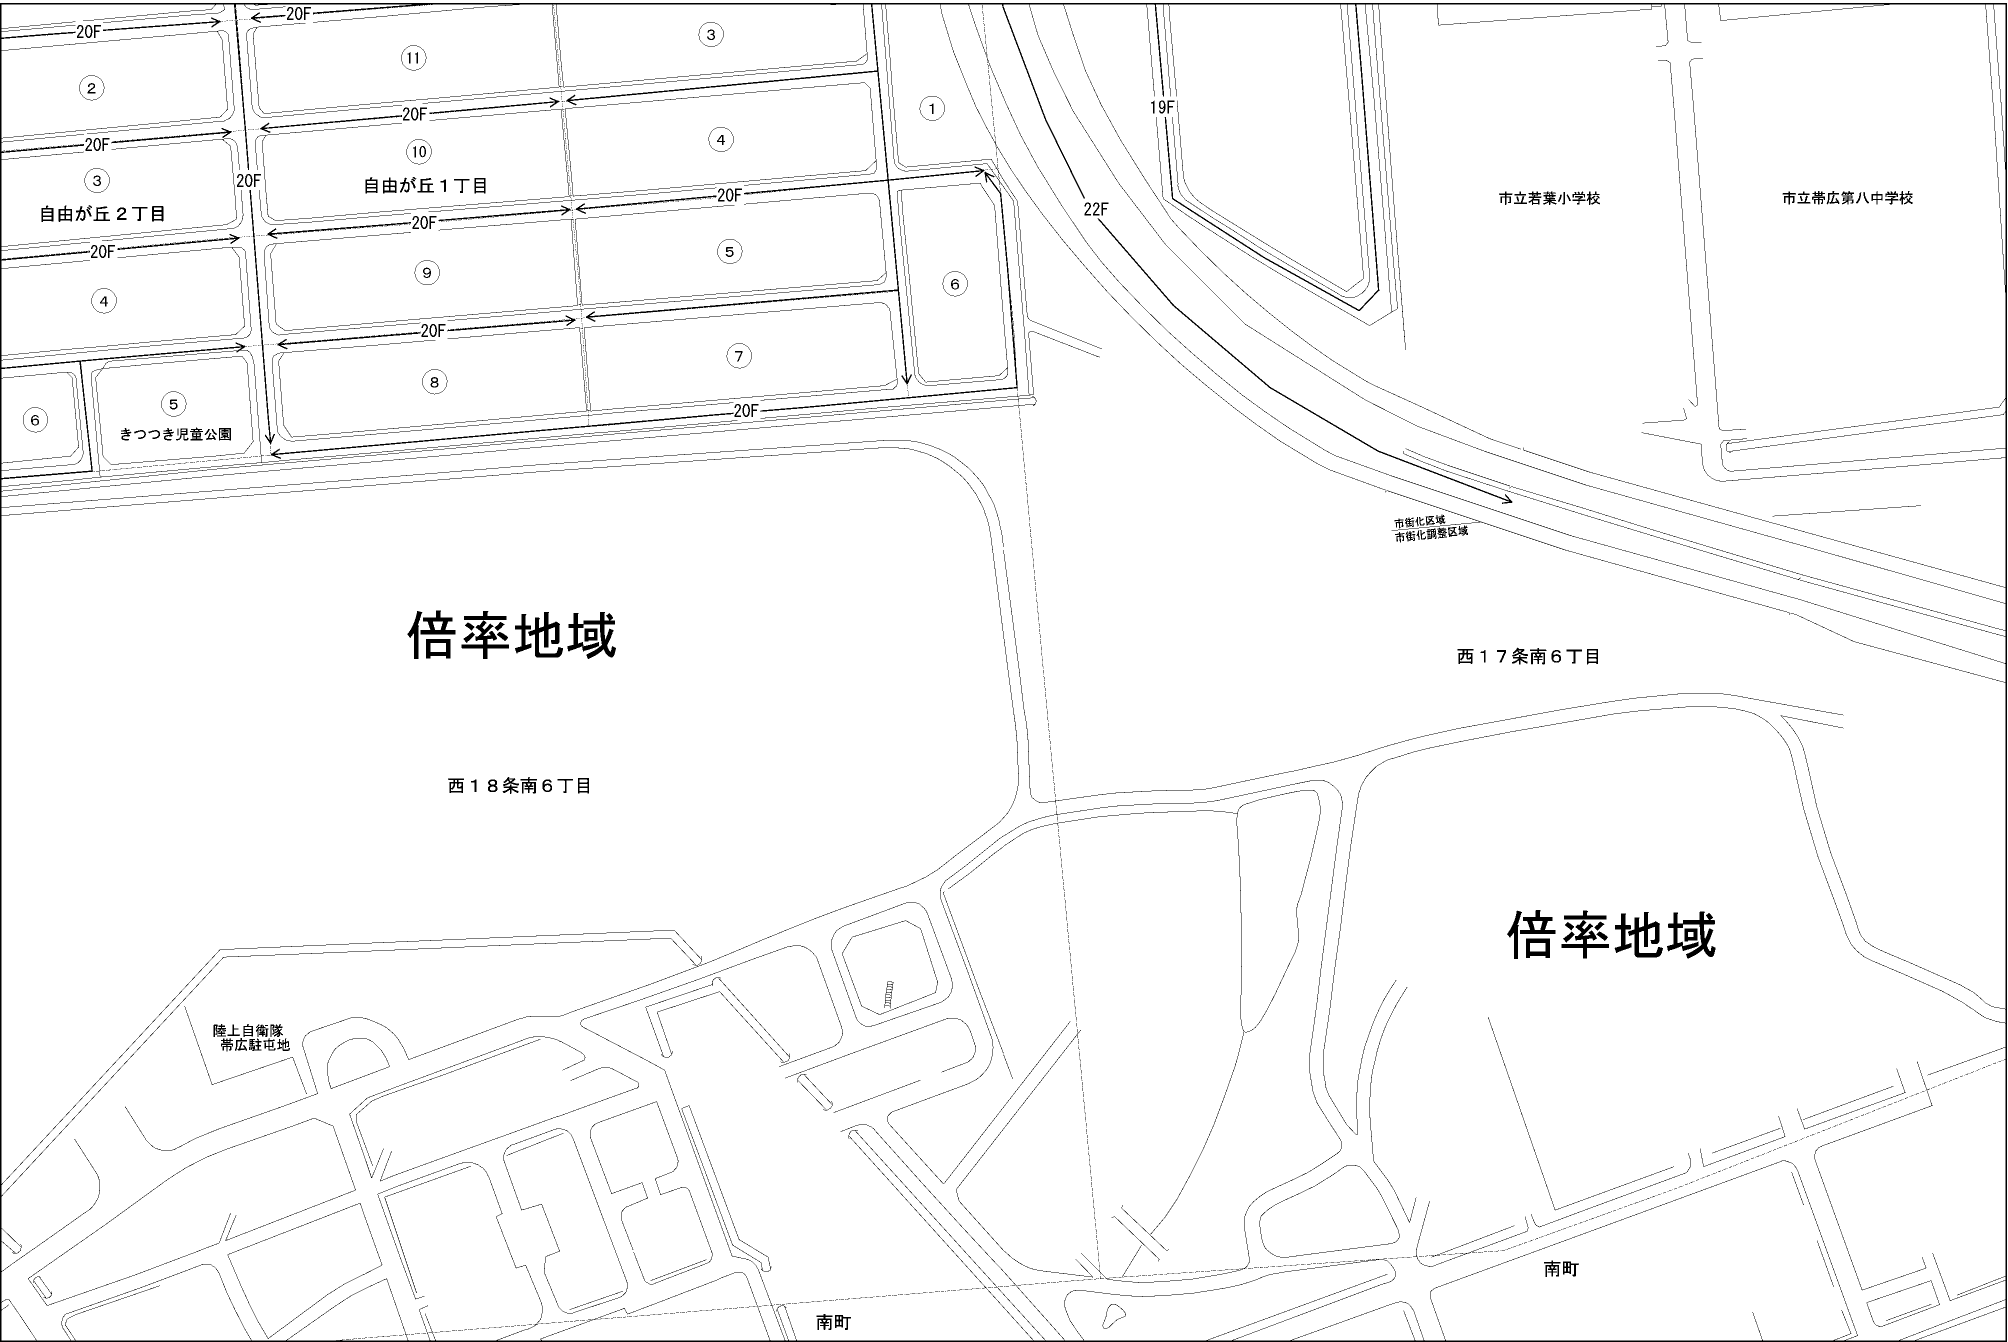 20F
20F
③
⑪
②
20F
①
19F
20F
④
⑩
③
20F
自由が丘１丁目
20F
市立若葉小学校
市立帯広第八中学校
自由が丘２丁目
22F
20F
20F
⑤
⑨
⑥
④
20F
⑦
⑧
⑤
20F
⑥
きつつき児童公園
市街化区域
市街化調整区域
倍率地域
西１７条南６丁目
西１８条南６丁目
倍率地域
陸上自衛隊
帯広駐屯地
南町
南町